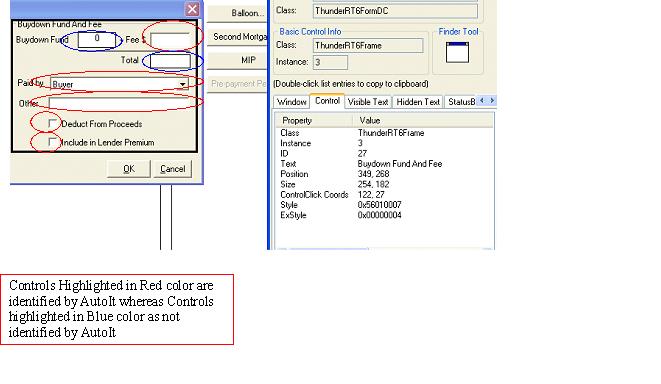 Buydown Fund And Fee
Buydown Fund 0 + Fee $
Total
Paid by Buyer
Other
Deduct From Proceeds
Include in Lender Premium
OK Cancel
Balloon...
Second Mortga
MIP
Pre-payment Pe
Class: ThunderRT6FormDC
Basic Control Info
Class: ThunderRT6Frame
Instance: 3
Finder Tool
(Double-click list entries to copy to clipboard)
Window Control Visible Text Hidden Text StatusB
Property Value
Class ThunderRT6Frame
Instance 3
ID 27
Text Buydown Fund And Fee
Position 349, 268
Size 254, 182
ControlClick Coords 122, 27
Style 0x56010007
ExStyle 0x00000004
Controls Highlighted in Red color are
identified by AutoIt whereas Controls
highlighted in Blue color as not
identified by AutoIt